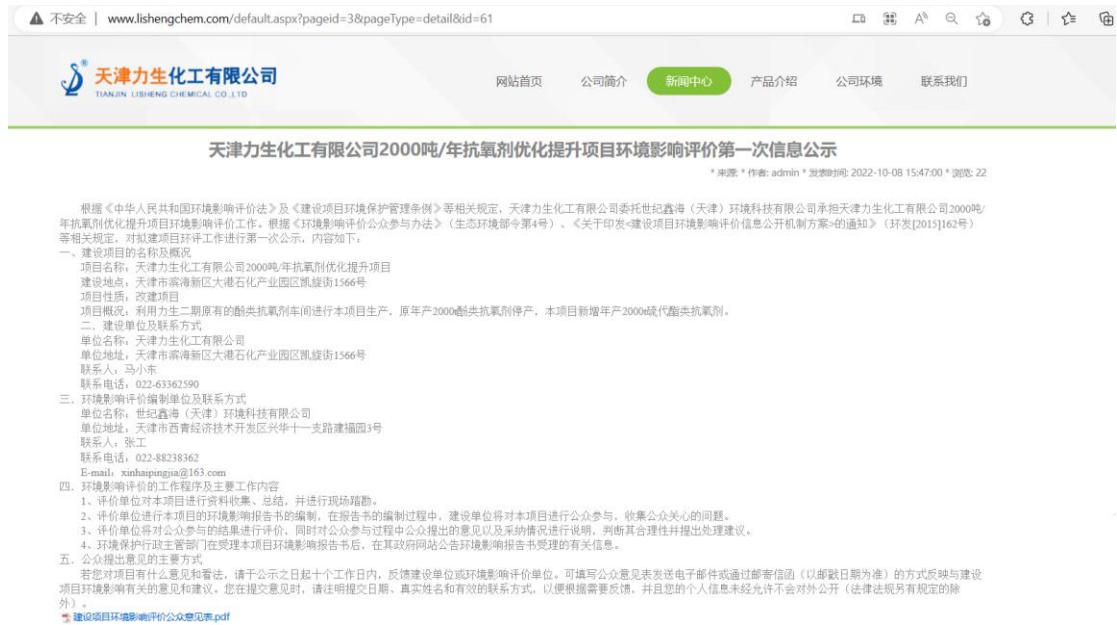 不安全 | www.lishengchem.com/default.aspx?pageid=3&pageType=detail&id=61
天津力生化工有限公司
TIANJIN LISHENG CHEMICAL CO.,LTD
网站首页 公司简介 新闻中心 产品介绍 公司环境 联系我们
天津力生化工有限公司2000吨/年抗氧剂优化提升项目环境影响评价第一次信息公示
* 来源: * 作者: admin * 发表时间: 2022-10-08 15:47:00 * 浏览: 22
根据《中华人民共和国环境影响评价法》及《建设项目环境保护管理条例》等相关规定，天津力生化工有限公司委托世纪鑫海（天津）环境科技有限公司承担天津力生化工有限公司2000吨/
年抗氧剂优化提升项目环境影响评价工作。根据《环境影响评价公众参与办法》（生态环境部令第4号）、《关于印发<建设项目环境影响评价信息公开机制方案>的通知》（环发[2015]162号）
等相关规定，对拟建项目环评工作进行第一次公示，内容如下：
一、建设项目的名称及概况
项目名称：天津力生化工有限公司2000吨/年抗氧剂优化提升项目
建设地点：天津市滨海新区大港石化产业园区凯旋街1566号
项目性质：改建项目
项目概况：利用力生二期原有的酚类抗氧剂车间进行本项目生产，原年产2000t酚类抗氧剂停产，本项目新增年产2000t硫代酯类抗氧剂。
二、建设单位及联系方式
单位名称：天津力生化工有限公司
单位地址：天津市滨海新区大港石化产业园区凯旋街1566号
联系人：马小东
联系电话：022-63362590
三、环境影响评价编制单位及联系方式
单位名称：世纪鑫海（天津）环境科技有限公司
单位地址：天津市西青经济技术开发区兴华十一支路建福园3号
联系人：张工
联系电话：022-88238362
E-mail：xinhaipingjia@163.com
四、环境影响评价的工作程序及主要工作内容
1、评价单位对本项目进行资料收集、总结，并进行现场踏勘。
2、评价单位进行本项目的环境影响报告书的编制，在报告书的编制过程中，建设单位将对本项目进行公众参与，收集公众关心的问题。
3、评价单位将对公众参与的结果进行评价，同时对公众参与过程中公众提出的意见以及采纳情况进行说明，判断其合理性并提出处理建议。
4、环境保护行政主管部门在受理本项目环境影响报告书后，在其政府网站公告环境影响报告书受理的有关信息。
五、公众提出意见的主要方式
若您对项目有什么意见和看法，请于公示之日起十个工作日内，反馈建设单位或环境影响评价单位。可填写公众意见表发送电子邮件或通过邮寄信函（以邮戳日期为准）的方式反映与建设
项目环境影响有关的意见和建议。您在提交意见时，请注明提交日期、真实姓名和有效的联系方式，以便根据需要反馈，并且您的个人信息未经允许不会对外公开（法律法规另有规定的除
外）。
建设项目环境影响评价公众意见表.pdf